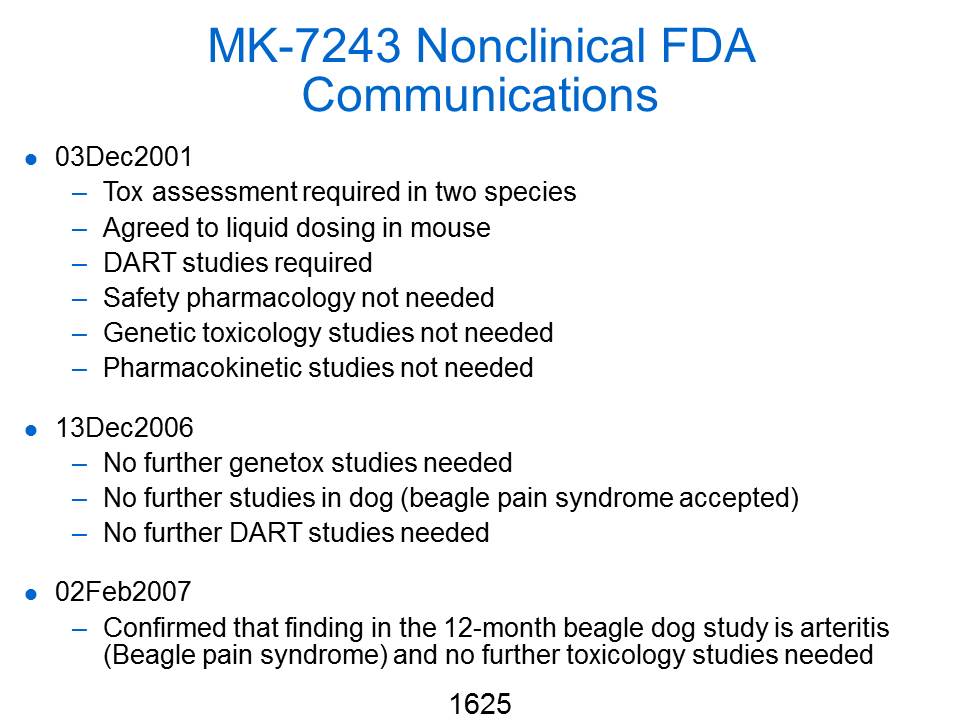 MK-7243 Nonclinical FDA
Communications
● 03Dec2001
– Tox assessment required in two species
– Agreed to liquid dosing in mouse
– DART studies required
– Safety pharmacology not needed
– Genetic toxicology studies not needed
– Pharmacokinetic studies not needed
● 13Dec2006
– No further genetox studies needed
– No further studies in dog (beagle pain syndrome accepted)
– No further DART studies needed
● 02Feb2007
– Confirmed that finding in the 12-month beagle dog study is arteritis
(Beagle pain syndrome) and no further toxicology studies needed
1625